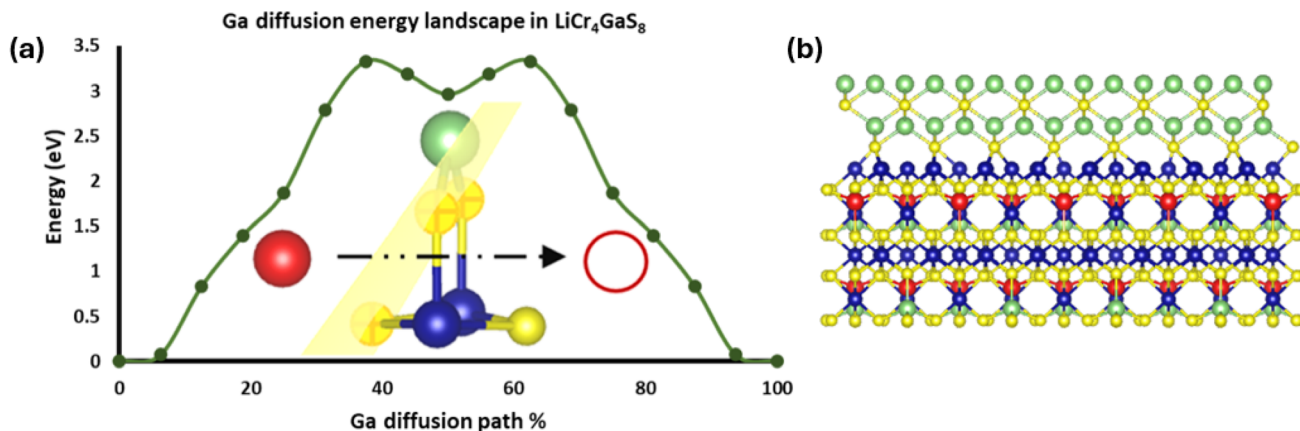 Ga diffusion energy landscape in LiCr₄GaS₈
(a)
(b)
3.5
3
2.5
2
1.5
1
0.5
0
Energy (eV)
0
20
40
60
80
100
Ga diffusion path %